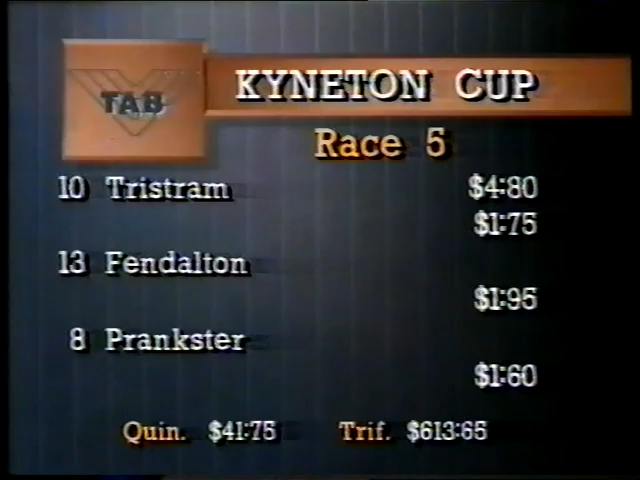 TAB
KYNETON CUP
Race 5
10 Tristram $4:80
$1:75
13 Fendalton
$1:95
8 Prankster
$1:60
Quin. $41:75 Trif. $613:65